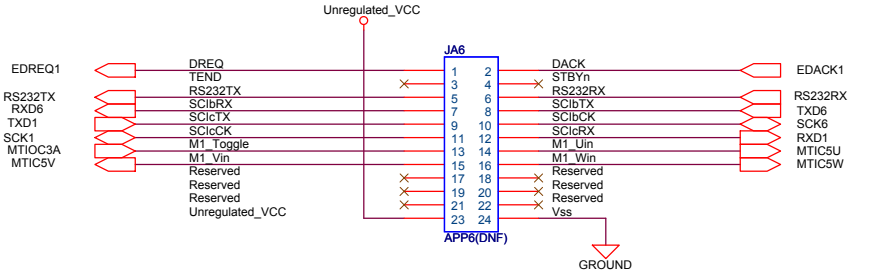 Unregulated_VCC
JA6
EDREQ1 DREQ 1 2 DACK EDACK1
TEND 3 4 STBYn
RS232TX RS232TX 5 6 RS232RX RS232RX
RXD6 SCIbRX 7 8 SCIbTX TXD6
TXD1 SCIcTX 9 10 SCIbCK SCK6
SCK1 SCIcCK 11 12 SCIcRX RXD1
MTIOC3A M1_Toggle 13 14 M1_Uin MTIC5U
MTIC5V M1_Vin 15 16 M1_Win MTIC5W
Reserved 17 18 Reserved
Reserved 19 20 Reserved
Reserved 21 22 Reserved
Unregulated_VCC 23 24 Vss
APP6(DNF)
GROUND